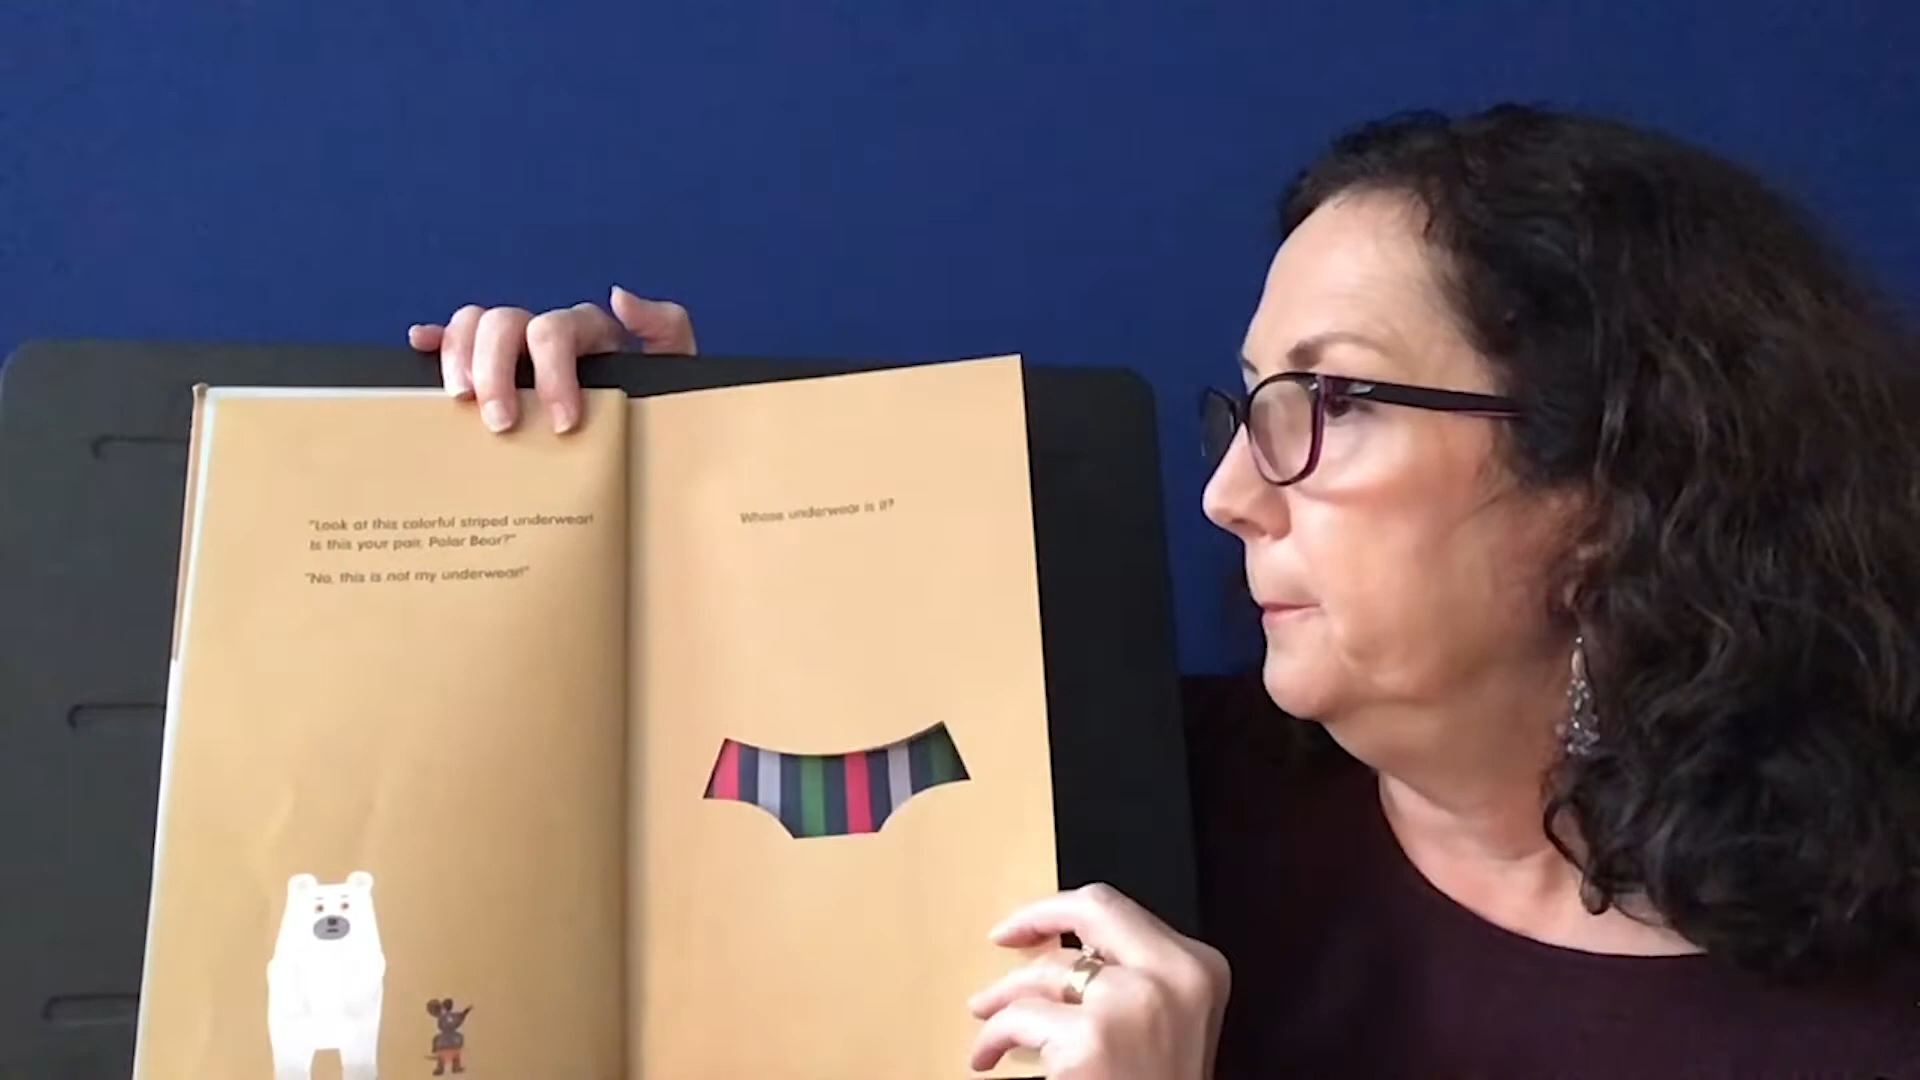 "Look at this colorful striped underwear!
Is this your pair, Polar Bear?"
"No, this is not my underwear!"
Whose underwear is it?